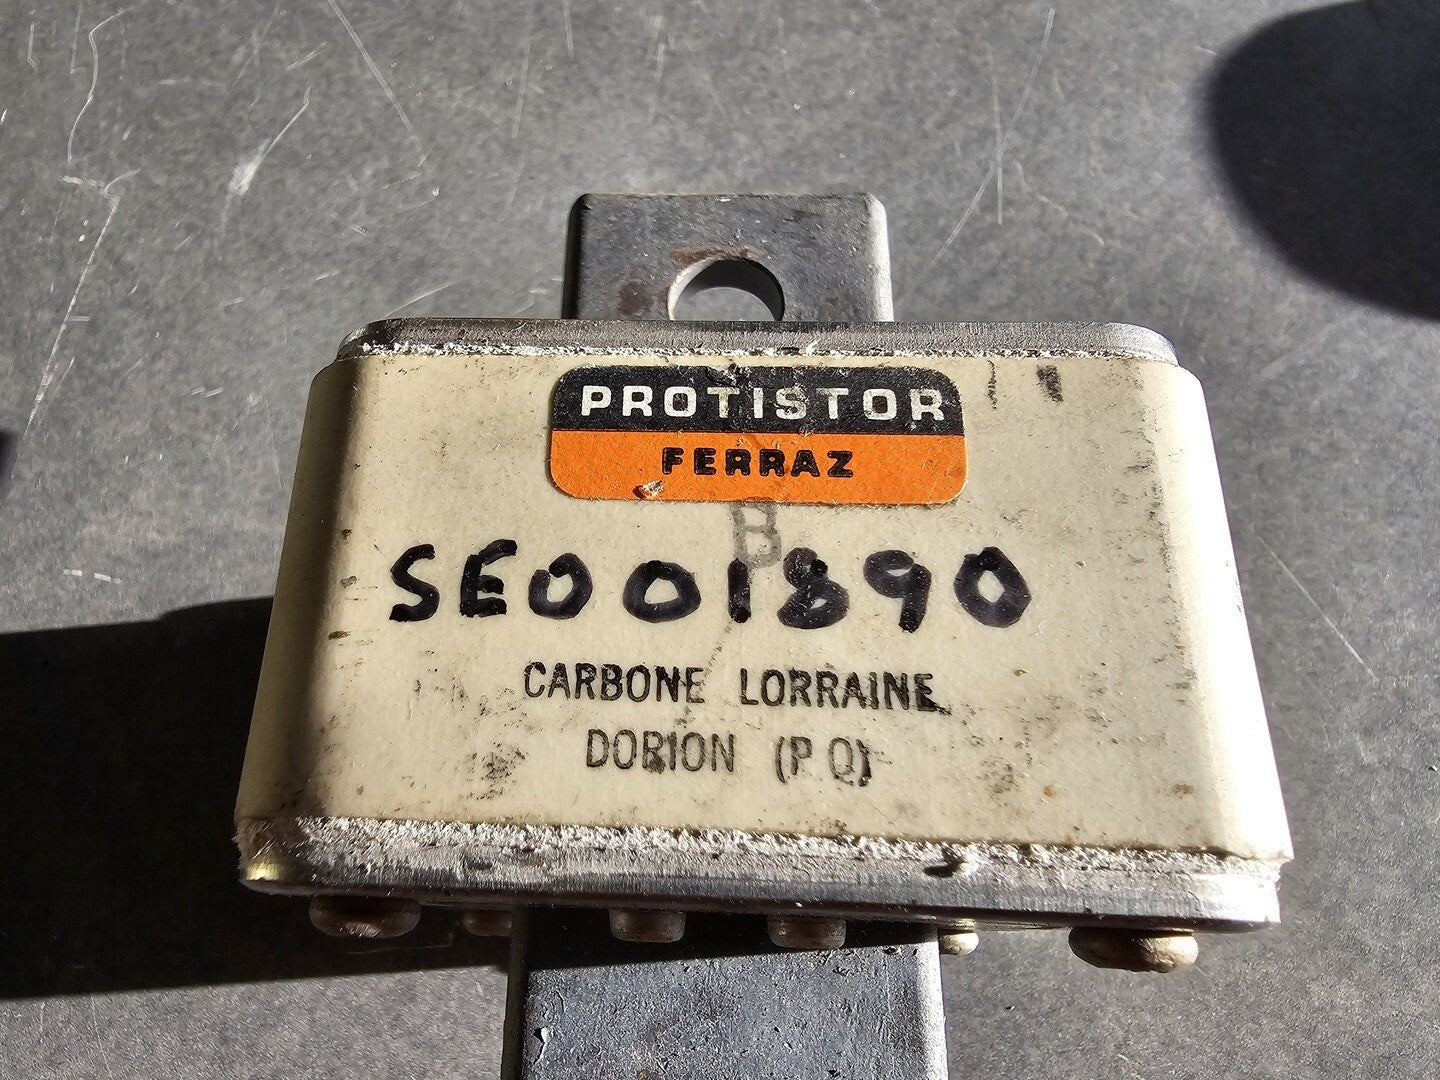 PROTISTOR
FERRAZ
B
SE001890
CARBONE LORRAINE
DORION (P Q)